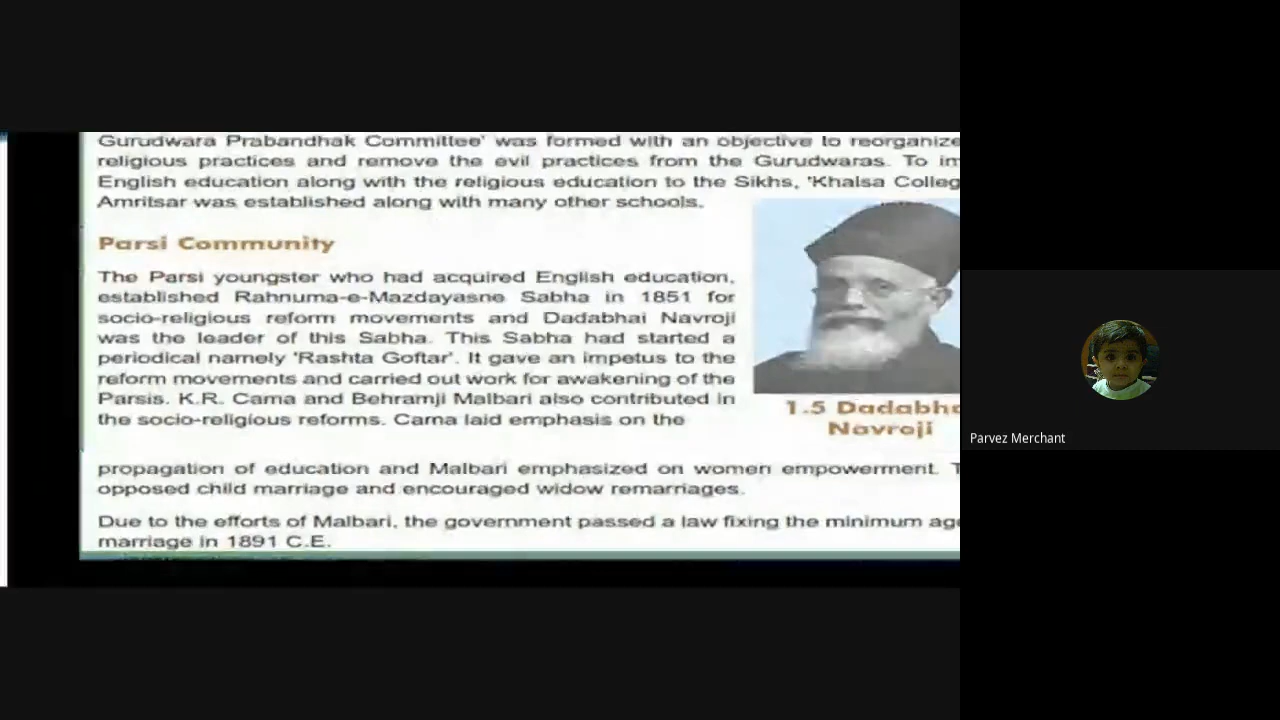 Gurudwara Prabandhak Committee' was formed with an objective to reorganize
religious practices and remove the evil practices from the Gurudwaras. To im
English education along with the religious education to the Sikhs, 'Khalsa Colleg
Amritsar was established along with many other schools.
Parsi Community
The Parsi youngster who had acquired English education,
established Rahnuma-e-Mazdayasne Sabha in 1851 for
socio-religious reform movements and Dadabhai Navroji
was the leader of this Sabha. This Sabha had started a
periodical namely 'Rashta Goftar'. It gave an impetus to the
reform movements and carried out work for awakening of the
Parsis. K.R. Cama and Behramji Malbari also contributed in
the socio-religious reforms. Cama laid emphasis on the
1.5 Dadabha
Navroji
propagation of education and Malbari emphasized on women empowerment. T
opposed child marriage and encouraged widow remarriages.
Due to the efforts of Malbari, the government passed a law fixing the minimum age
marriage in 1891 C.E.
Parvez Merchant